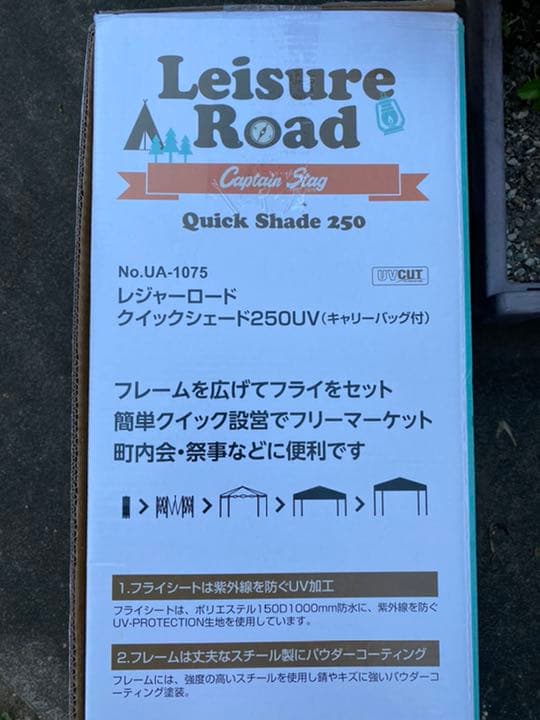 Leisure
Road
Captain Stag
Quick Shade 250
No.UA-1075
UVCUT
レジャーロード
クイックシェード250UV(キャリーバッグ付)
フレームを広げてフライをセット
簡単クイック設営でフリーマーケット
町内会・祭事などに便利です
1.フライシートは紫外線を防ぐUV加工
フライシートは、ポリエステル150D1000mm防水に、紫外線を防ぐ
UV-PROTECTION生地を使用しています。
2.フレームは丈夫なスチール製にパウダーコーティング
フレームには、強度の高いスチールを使用し錆やキズに強いパウダーコ
ーティング塗装。